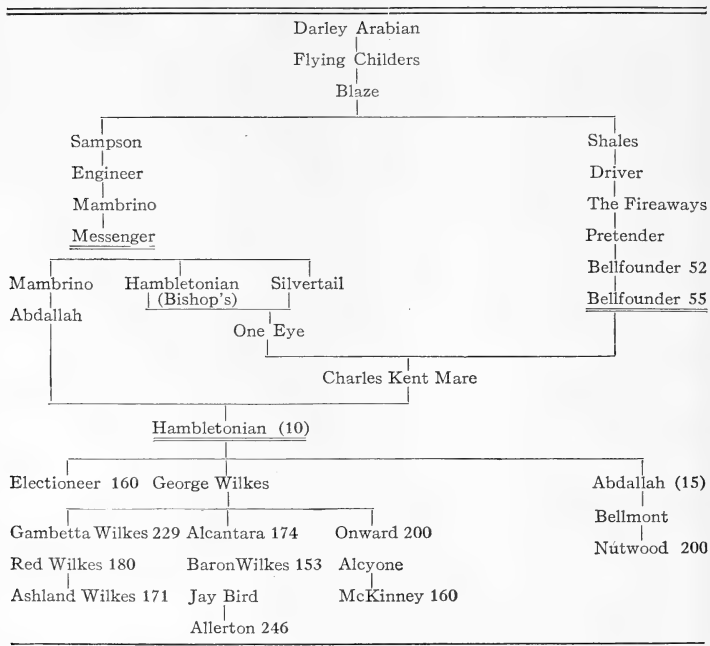 Darley Arabian
Flying Childers
Blaze
Sampson Shales
Engineer Driver
Mambrino The Fireaways
Messenger Pretender
Bellfounder 52
Mambrino Hambletonian Silvertail
(Bishop's) Bellfounder 55
Abdallah
One Eye
Charles Kent Mare
Hambletonian (10)
Electioneer 160 George Wilkes Abdallah (15)
Bellmont
Gambetta Wilkes 229 Alcantara 174 Onward 200
Nútwood 200
Red Wilkes 180 Baron Wilkes 153 Alcyone
Ashland Wilkes 171 Jay Bird McKinney 160
Allerton 246